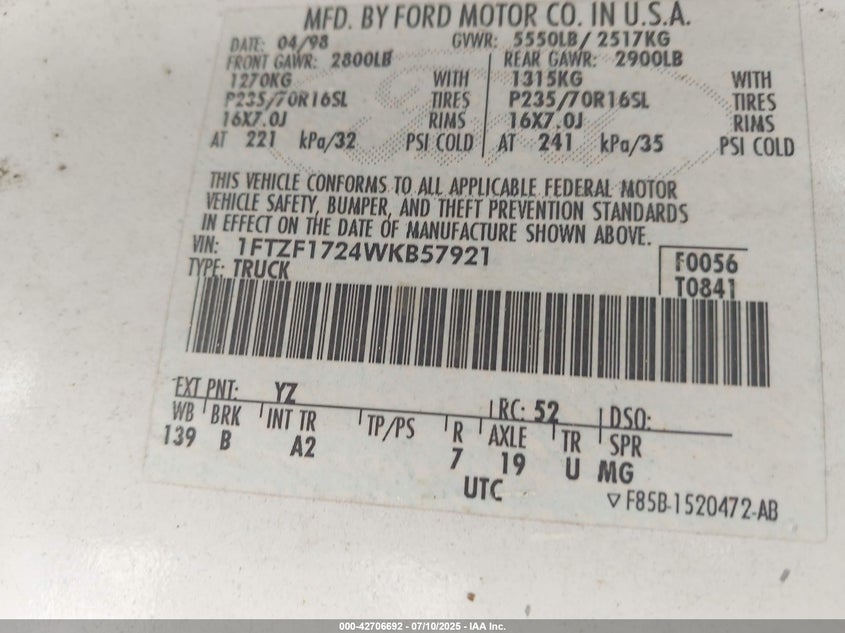 MFD. BY FORD MOTOR CO. IN U.S.A.
DATE: 04/98 GVWR: 5550LB/ 2517KG
FRONT GAWR: 2800LB REAR GAWR: 2900LB
1270KG WITH 1315KG WITH
P235/70R16SL TIRES P235/70R16SL TIRES
16X7.0J RIMS 16X7.0J RIMS
AT 221 kPa/32 PSI COLD AT 241 kPa/35 PSI COLD
THIS VEHICLE CONFORMS TO ALL APPLICABLE FEDERAL MOTOR
VEHICLE SAFETY, BUMPER, AND THEFT PREVENTION STANDARDS
IN EFFECT ON THE DATE OF MANUFACTURE SHOWN ABOVE.
VIN: 1FTZF1724WKB57921 F0056
TYPE: TRUCK T0841
EXT PNT: YZ RC: 52 DSO:
WB BRK INT TR TP/PS R AXLE TR SPR
139 B A2 7 19 U MG
UTC ▽F85B-1520472-AB
000-42706692 - 07/10/2025 - IAA Inc.